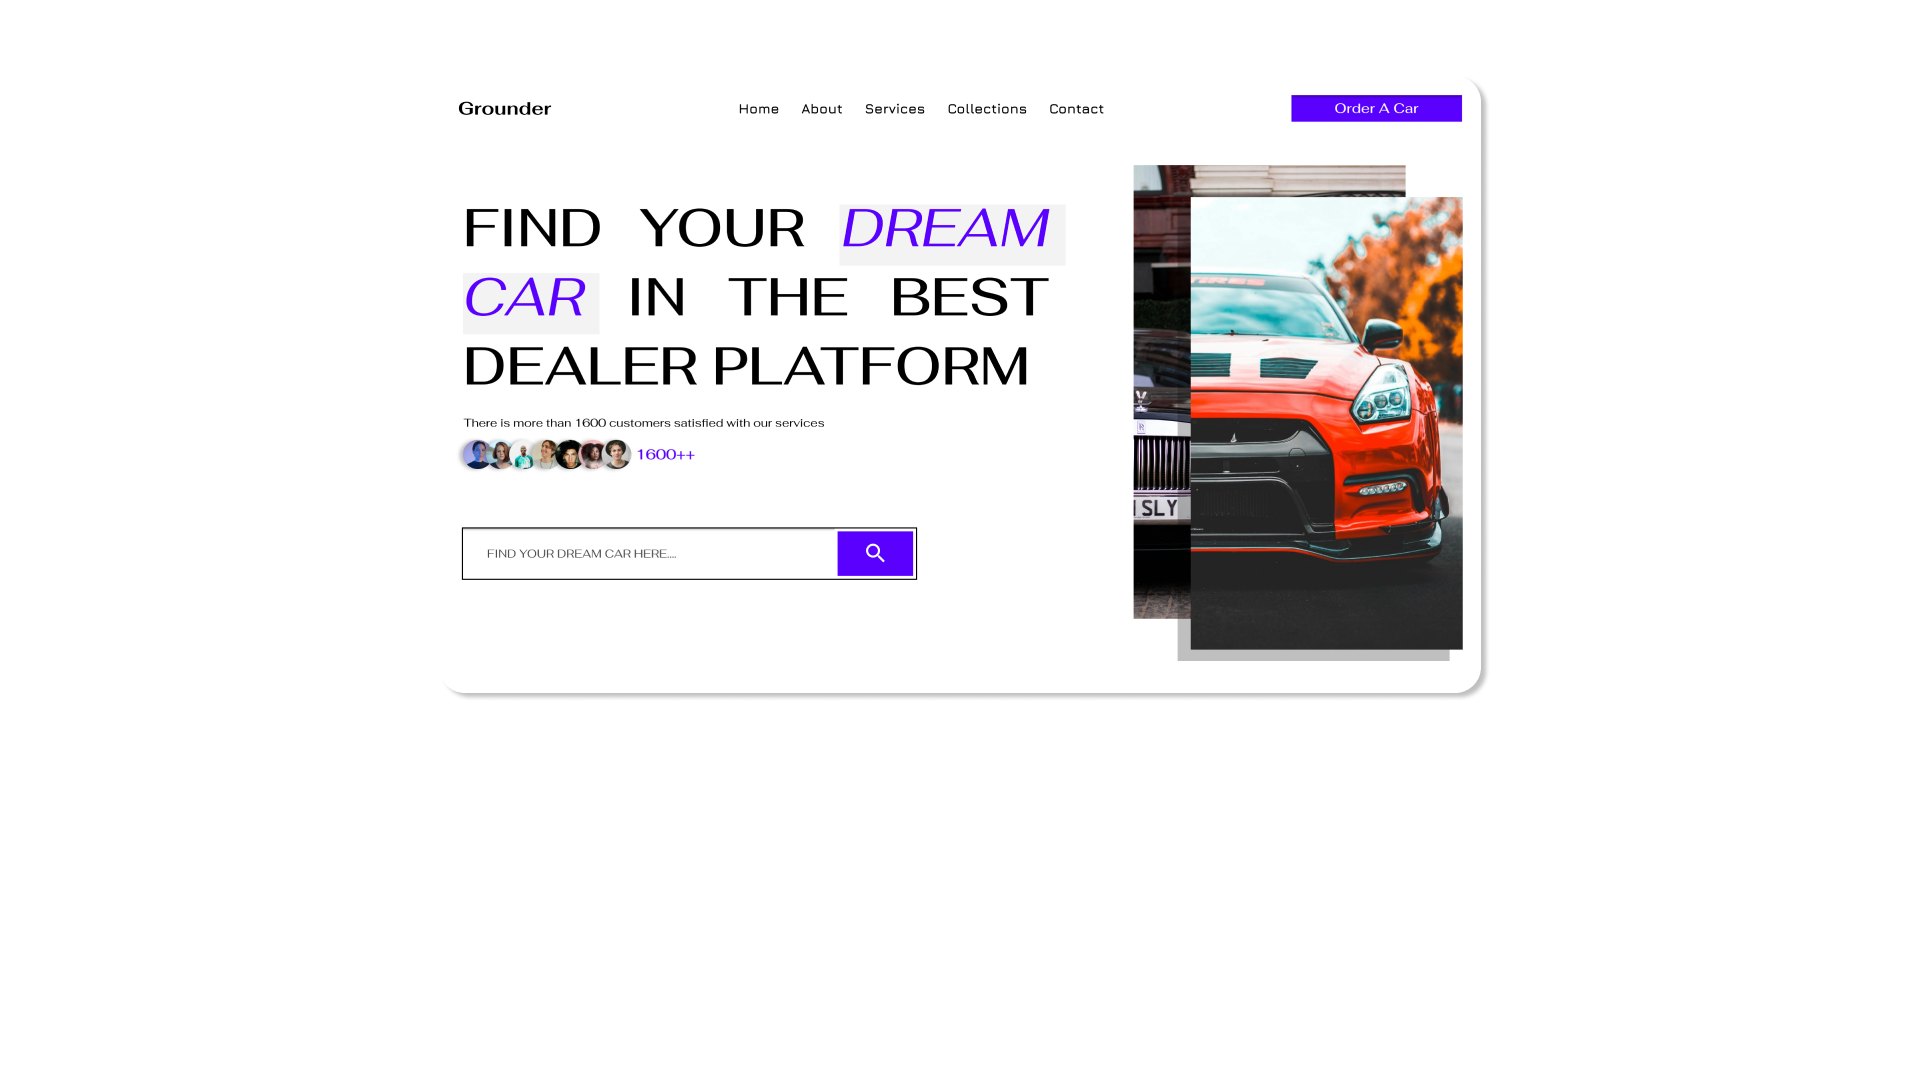 Grounder
Home About Services Collections Contact
Order A Car
FIND YOUR DREAM
CAR IN THE BEST
DEALER PLATFORM
There is more than 1600 customers satisfied with our services
1600++
FIND YOUR DREAM CAR HERE....
SLY